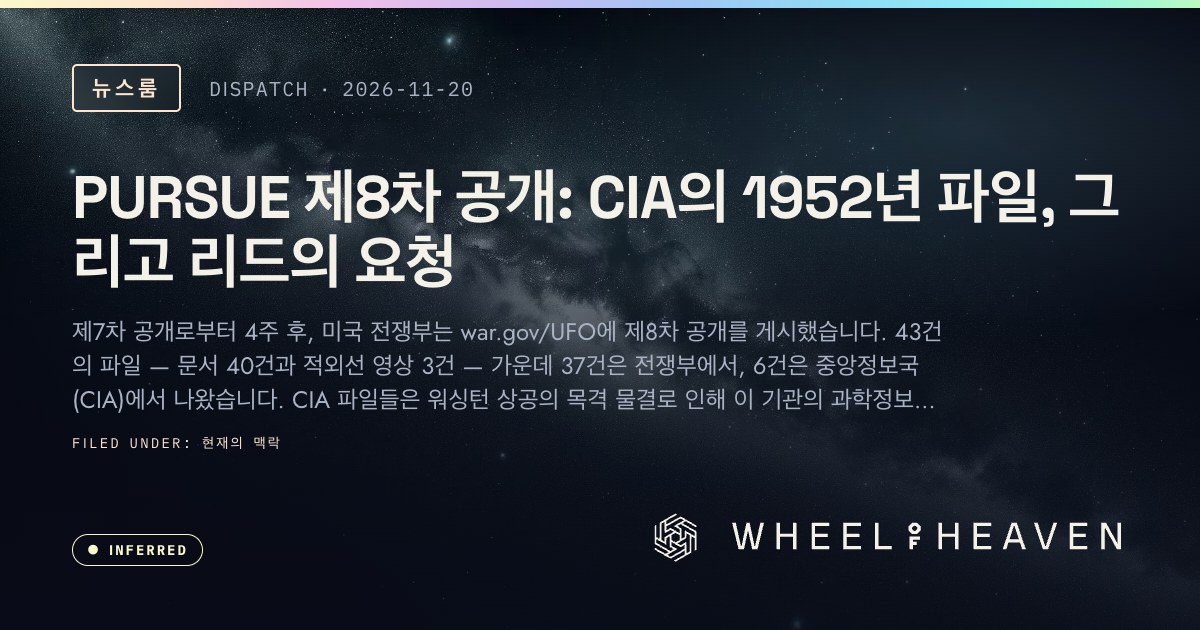 뉴스룸
DISPATCH · 2026-11-20
PURSUE 제8차 공개: CIA의 1952년 파일, 그
리고 리드의 요청
제7차 공개로부터 4주 후, 미국 전쟁부는 war.gov/UFO에 제8차 공개를 게시했습니다. 43건
의 파일 — 문서 40건과 적외선 영상 3건 — 가운데 37건은 전쟁부에서, 6건은 중앙정보국
(CIA)에서 나왔습니다. CIA 파일들은 워싱턴 상공의 목격 물결로 인해 이 기관의 과학정보…
FILED UNDER: 현재의 맥락
INFERRED
WHEEL OF HEAVEN